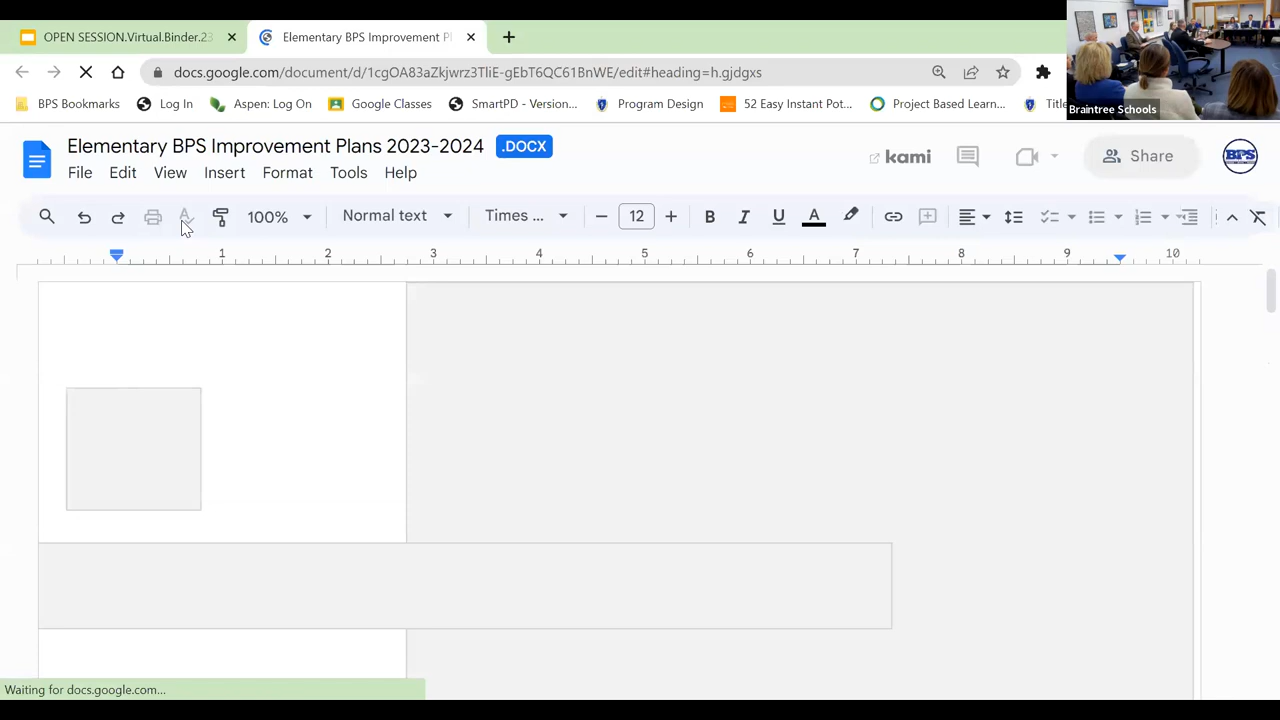 OPEN SESSION.Virtual.Binder.23
Elementary BPS Improvement Pl
docs.google.com/document/d/1cgOA83aZkjwrz3TliE-gEbT6QC61BnWE/edit#heading=h.gjdgxs
BPS Bookmarks Log In Aspen: Log On Google Classes SmartPD - Version... Program Design 52 Easy Instant Pot... Project Based Learn... Title
Braintree Schools
Elementary BPS Improvement Plans 2023-2024 .DOCX
File Edit View Insert Format Tools Help
kami
Share
BPS
100% Normal text Times ... 12 B I U A
1 2 3 4 5 6 7 8 9 10
Waiting for docs.google.com...